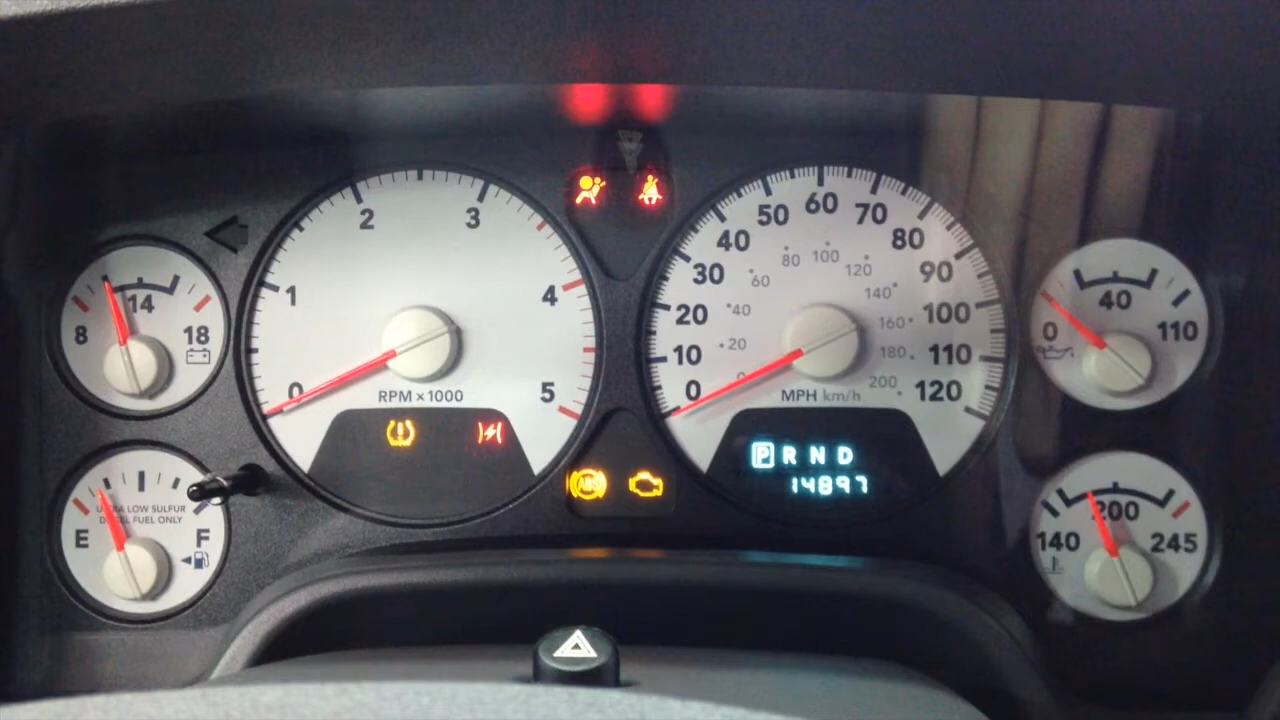 8 14 18
0 1 2 3 4 5
RPM x 1000
ULTRA LOW SULFUR
DIESEL FUEL ONLY
E F
ABS
0 10 20 30 40 50 60 70 80 90 100 110 120
0 20 40 60 80 100 120 140 160 180 200
MPH km/h
P R N D
14897
0 40 110
140 200 245